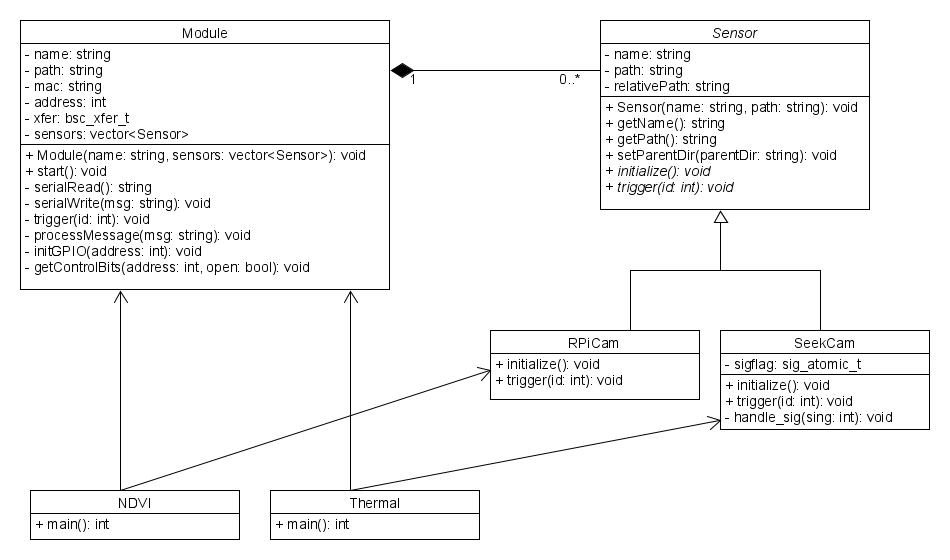 Module
- name: string
- path: string
- mac: string
- address: int
- xfer: bsc_xfer_t
- sensors: vector<Sensor>
+ Module(name: string, sensors: vector<Sensor>): void
+ start(): void
- serialRead(): string
- serialWrite(msg: string): void
- trigger(id: int): void
- processMessage(msg: string): void
- initGPIO(address: int): void
- getControlBits(address: int, open: bool): void
1
0..*
Sensor
- name: string
- path: string
- relativePath: string
+ Sensor(name: string, path: string): void
+ getName(): string
+ getPath(): string
+ setParentDir(parentDir: string): void
+ initialize(): void
+ trigger(id: int): void
RPiCam
+ initialize(): void
+ trigger(id: int): void
SeekCam
- sigflag: sig_atomic_t
+ initialize(): void
+ trigger(id: int): void
- handle_sig(sing: int): void
NDVI
+ main(): int
Thermal
+ main(): int